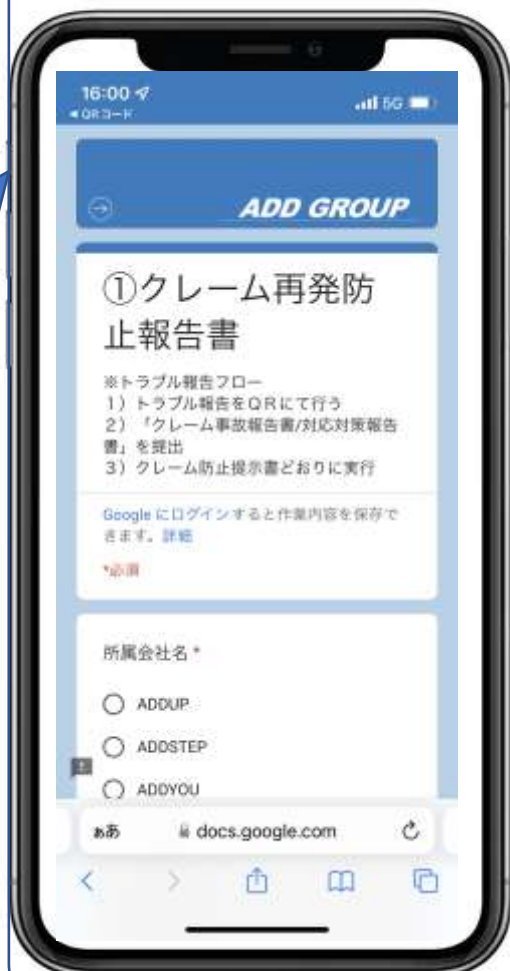 16:00
5G
◀ QRコード
ADD GROUP
①クレーム再発防
止報告書
※トラブル報告フロー
1）トラブル報告をQRにて行う
2）「クレーム事故報告書/対応対策報告
書」を提出
3）クレーム防止提示書どおりに実行
Google にログインすると作業内容を保存で
きます。詳細
*必須
所属会社名 *
ADDUP
ADDSTEP
ADDYOU
ぁあ
docs.google.com